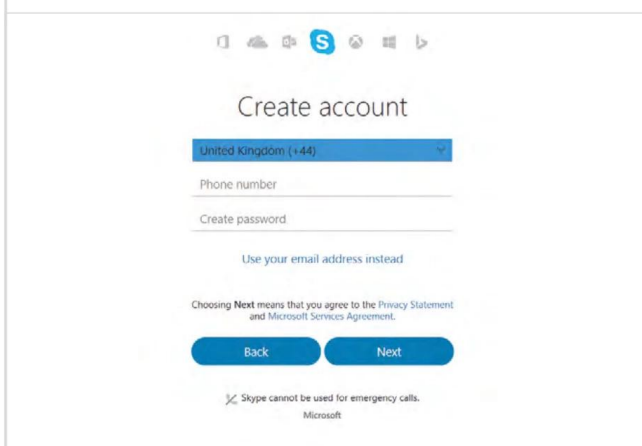 S
Create account
United Kingdom (+44)
Phone number
Create password
Use your email address instead
Choosing Next means that you agree to the Privacy Statement
and Microsoft Services Agreement.
Back Next
Skype cannot be used for emergency calls.
Microsoft